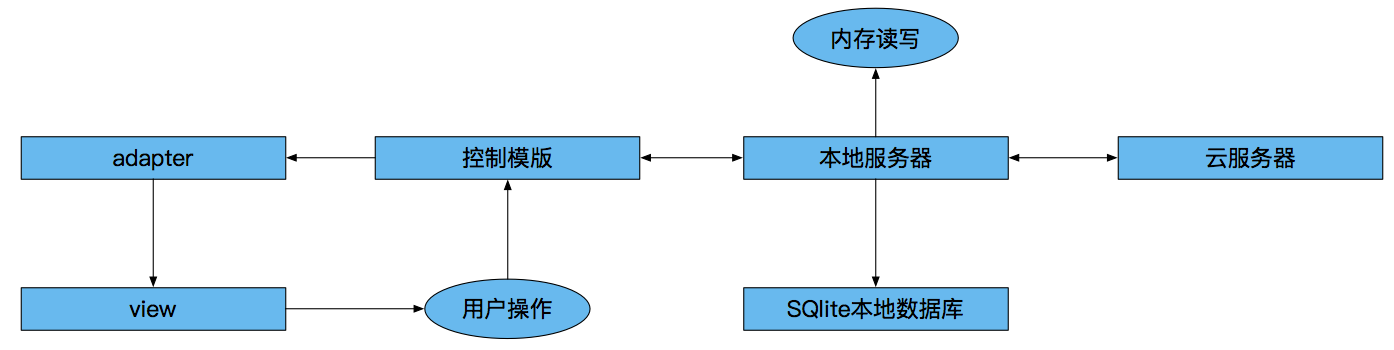 内存读写
adapter
控制模版
本地服务器
云服务器
view
用户操作
SQlite本地数据库